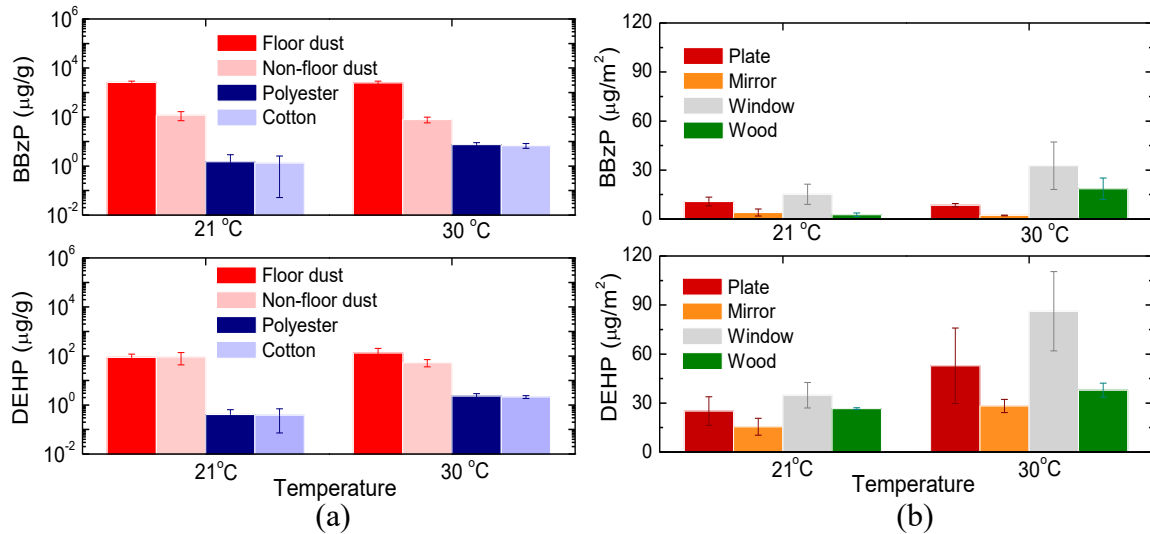 10^6
10^4
10^2
10^0
10^-2
BBzP (µg/g)
Floor dust
Non-floor dust
Polyester
Cotton
21 °C
30 °C
10^6
10^4
10^2
10^0
10^-2
DEHP (µg/g)
Floor dust
Non-floor dust
Polyester
Cotton
21°C
30 °C
Temperature
(a)
120
90
60
30
0
BBzP (µg/m²)
Plate
Mirror
Window
Wood
21 °C
30 °C
120
90
60
30
0
DEHP (µg/m²)
Plate
Mirror
Window
Wood
21°C
30°C
Temperature
(b)